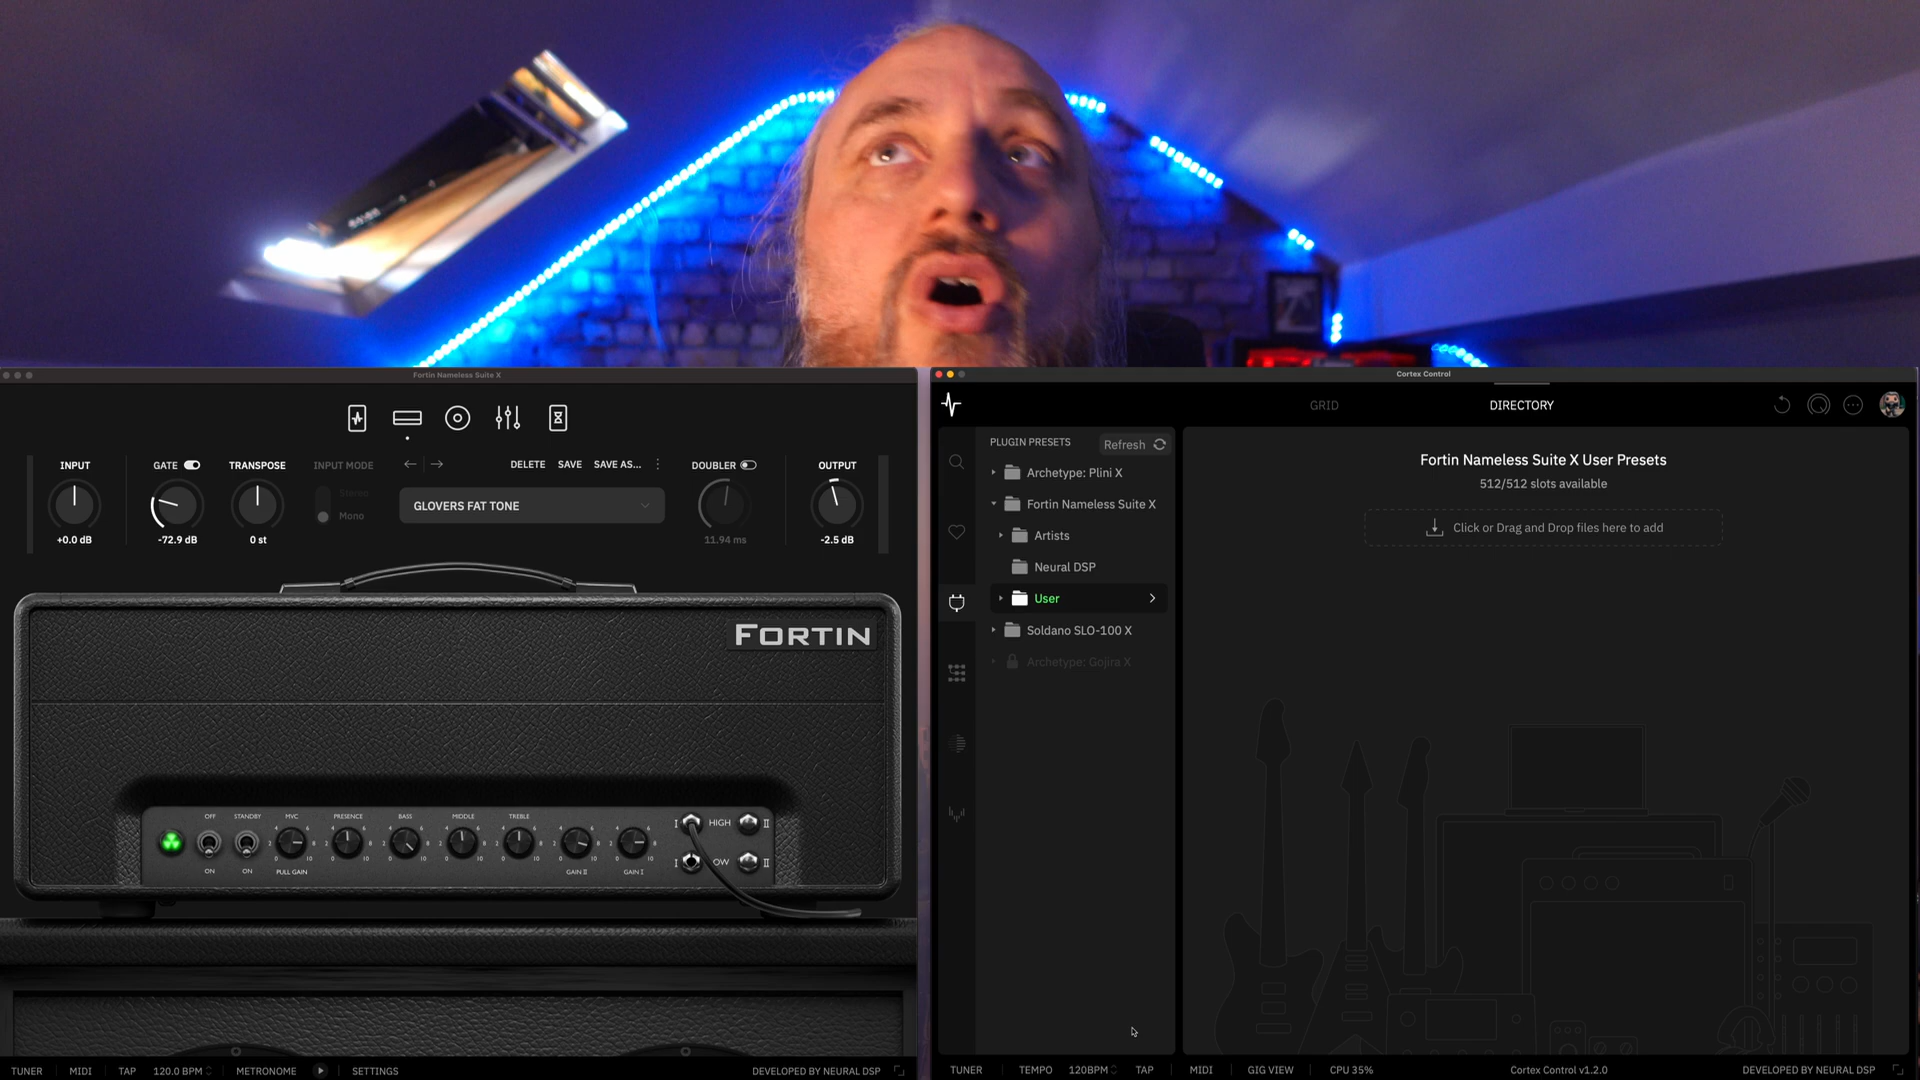 Fortin Nameless Suite X
INPUT
GATE
TRANSPOSE
INPUT MODE
DELETE
SAVE
SAVE AS...
DOUBLER
OUTPUT
Stereo
Mono
GLOVERS FAT TONE
+0.0 dB
-72.9 dB
0 st
11.94 ms
-2.5 dB
FORTIN
OFF
STANDBY
MVC
PRESENCE
BASS
MIDDLE
TREBLE
I
HIGH
II
I
OW
II
ON
ON
PULL GAIN
GAIN II
GAIN I
TUNER
MIDI
TAP
120.0 BPM
METRONOME
SETTINGS
DEVELOPED BY NEURAL DSP
Cortex Control
GRID
DIRECTORY
PLUGIN PRESETS
Refresh
Archetype: Plini X
Fortin Nameless Suite X
Artists
Neural DSP
User
Soldano SLO-100 X
Archetype: Gojira X
Fortin Nameless Suite X User Presets
512/512 slots available
Click or Drag and Drop files here to add
TUNER
TEMPO
120BPM
TAP
MIDI
GIG VIEW
CPU 35%
Cortex Control v1.2.0
DEVELOPED BY NEURAL DSP